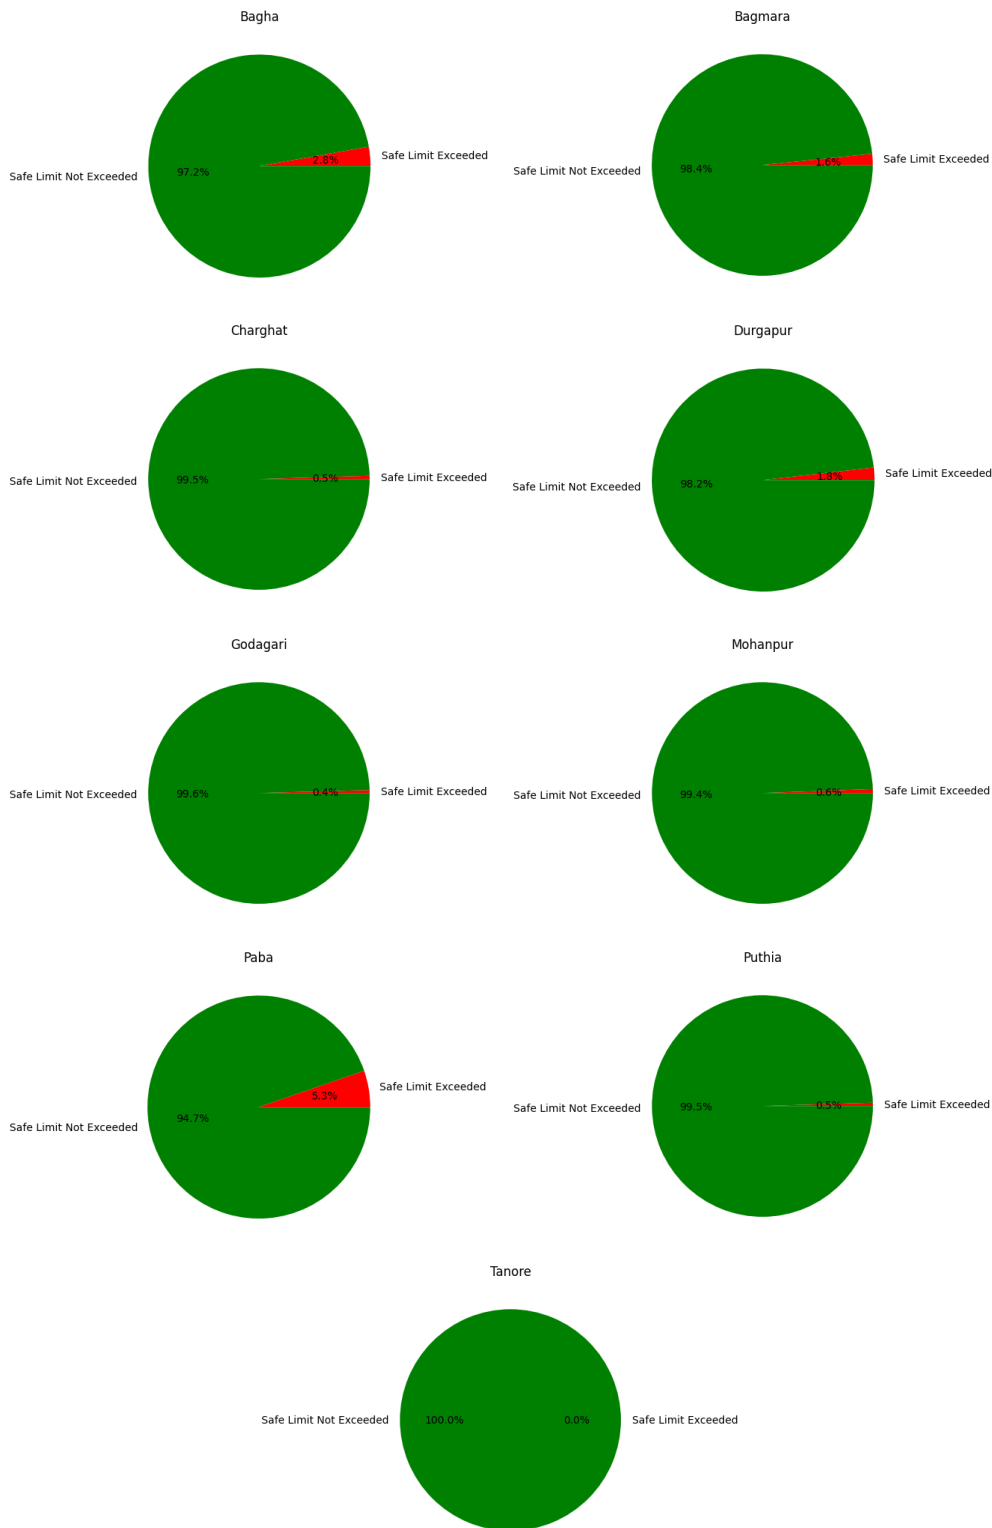 Bagha
Safe Limit Not Exceeded
97.2%
2.8%
Safe Limit Exceeded
Bagmara
Safe Limit Not Exceeded
98.4%
1.6%
Safe Limit Exceeded
Charghat
Safe Limit Not Exceeded
99.5%
0.5%
Safe Limit Exceeded
Durgapur
Safe Limit Not Exceeded
98.2%
1.8%
Safe Limit Exceeded
Godagari
Safe Limit Not Exceeded
99.6%
0.4%
Safe Limit Exceeded
Mohanpur
Safe Limit Not Exceeded
99.4%
0.6%
Safe Limit Exceeded
Paba
Safe Limit Not Exceeded
94.7%
5.3%
Safe Limit Exceeded
Puthia
Safe Limit Not Exceeded
99.5%
0.5%
Safe Limit Exceeded
Tanore
Safe Limit Not Exceeded
100.0%
0.0%
Safe Limit Exceeded